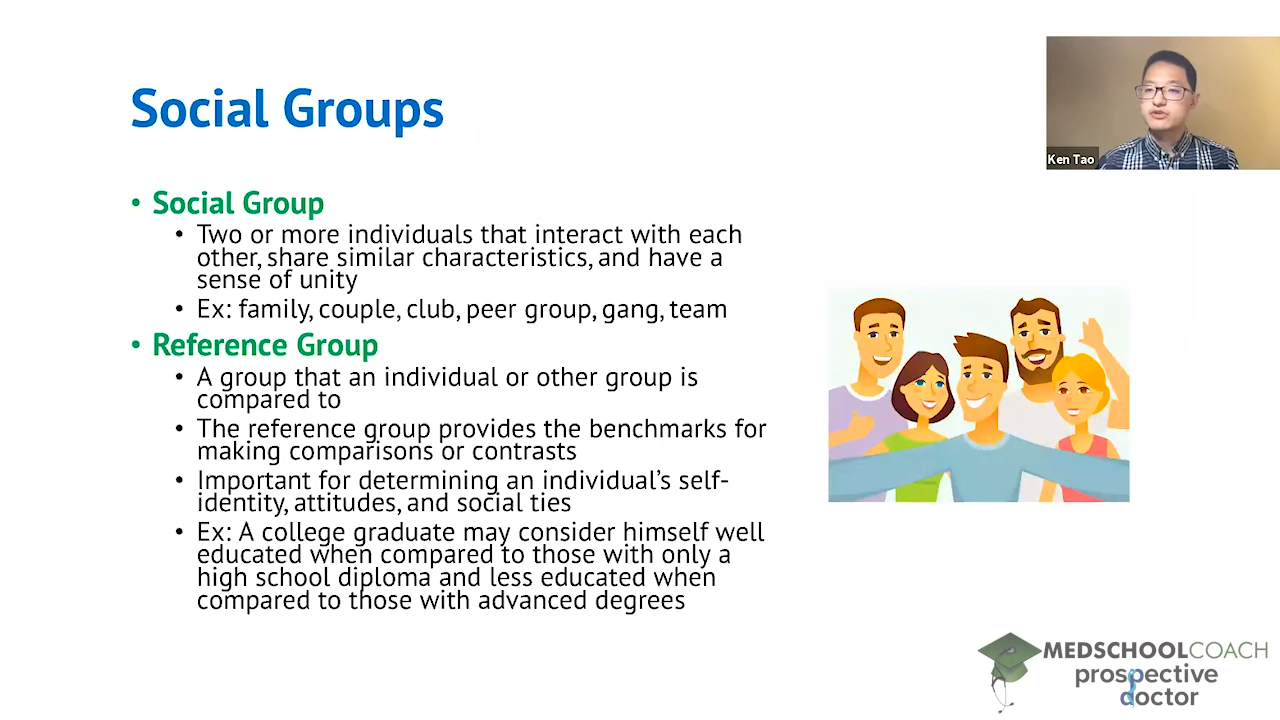 Social Groups
Ken Tao
• Social Group
• Two or more individuals that interact with each
other, share similar characteristics, and have a
sense of unity
• Ex: family, couple, club, peer group, gang, team
• Reference Group
• A group that an individual or other group is
compared to
• The reference group provides the benchmarks for
making comparisons or contrasts
• Important for determining an individual's self-
identity, attitudes, and social ties
• Ex: A college graduate may consider himself well
educated when compared to those with only a
high school diploma and less educated when
compared to those with advanced degrees
MEDSCHOOLCOACH
prospective
doctor